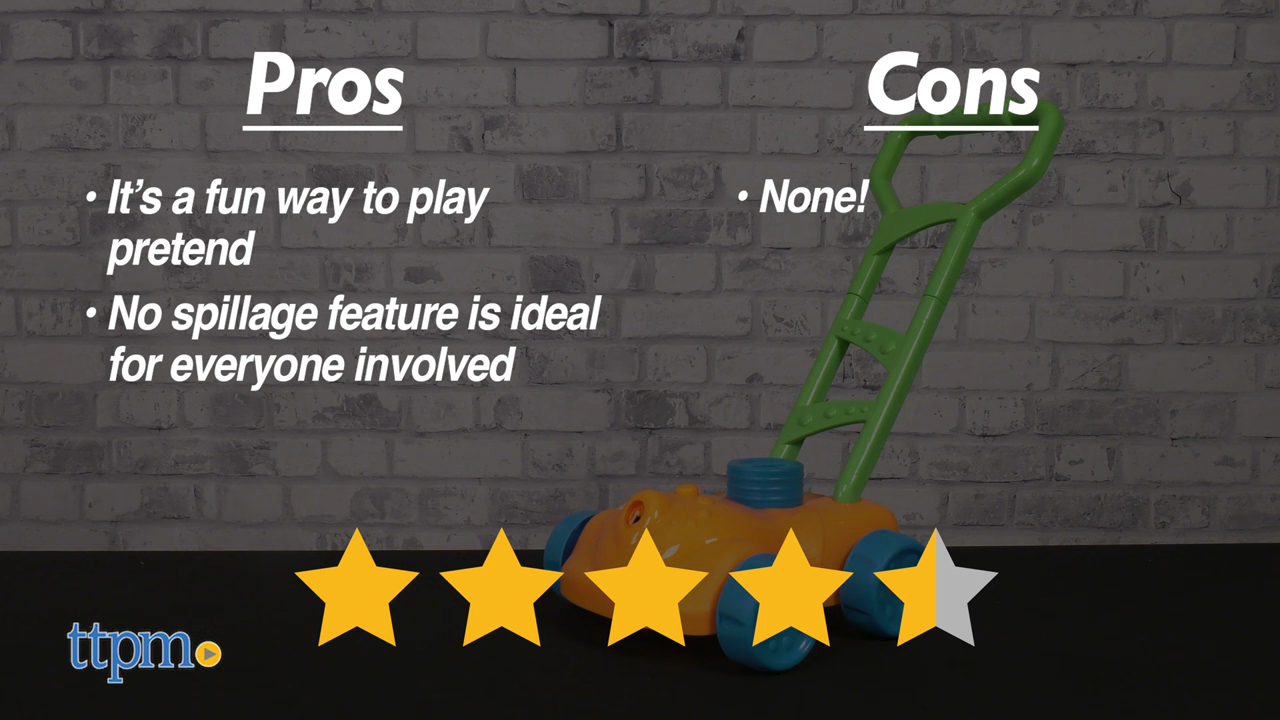 Pros
• It's a fun way to play
pretend
• No spillage feature is ideal
for everyone involved
Cons
• None!
ttpm